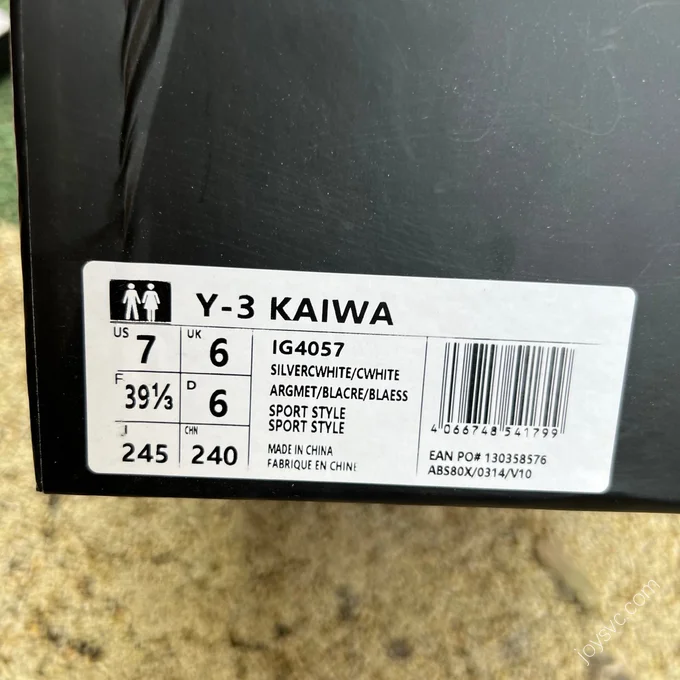 Y-3 KAIWA
US 7 UK 6
F 39⅓ D 6
J 245 CHN 240
IG4057
SILVERCWHITE/CWHITE
ARGMET/BLACRE/BLAESS
SPORT STYLE
SPORT STYLE
MADE IN CHINA
FABRIQUE EN CHINE
4 066748 541799
EAN PO# 130358576
ABS80X/0314/V10
joysvc.com